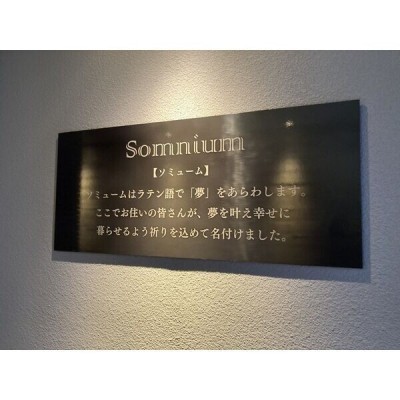 Somnium
【ソミューム】
ソミュームはラテン語で「夢」をあらわします。
ここでお住いの皆さんが、夢を叶え幸せに
暮らせるよう祈りを込めて名付けました。